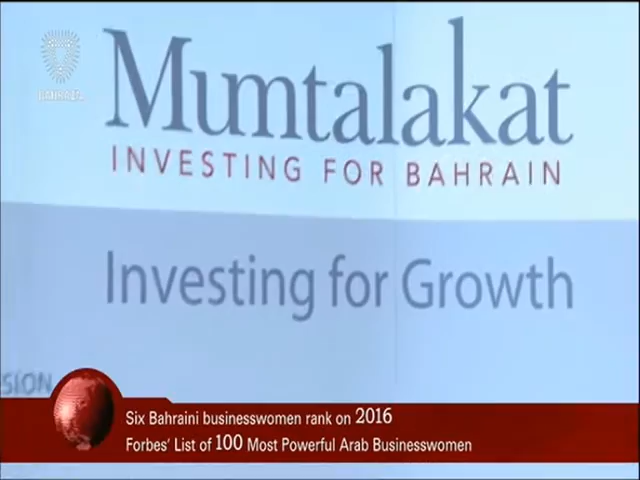 BAHRAIN
Mumtalakat
INVESTING FOR BAHRAIN
Investing for Growth
SION
Six Bahraini businesswomen rank on 2016
Forbes' List of 100 Most Powerful Arab Businesswomen